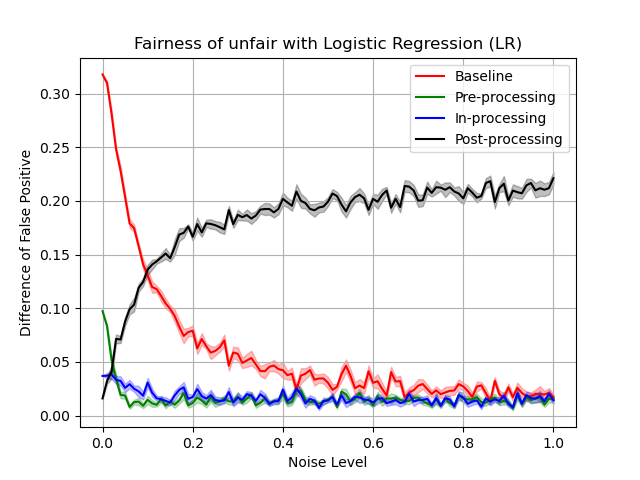 Fairness of unfair with Logistic Regression (LR)
Baseline
Pre-processing
In-processing
Post-processing
0.30
0.25
0.20
0.15
0.10
0.05
0.00
Difference of False Positive
0.0 0.2 0.4 0.6 0.8 1.0
Noise Level